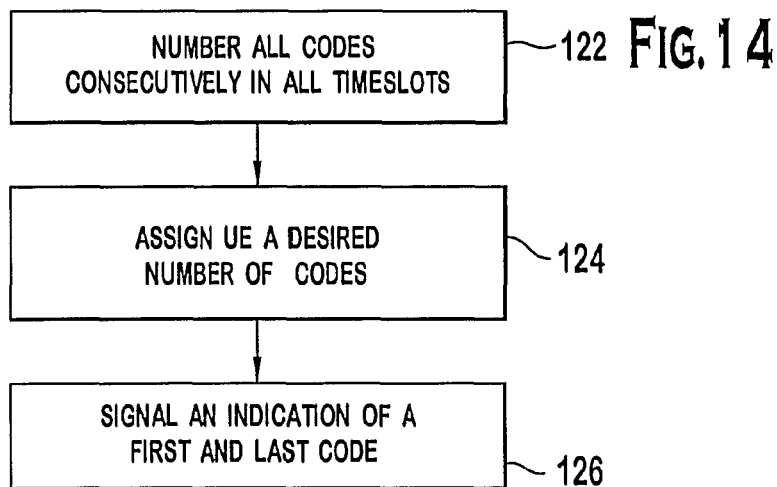 NUMBER ALL CODES
CONSECUTIVELY IN ALL TIMESLOTS
122
FIG. 14
ASSIGN UE A DESIRED
NUMBER OF CODES
124
SIGNAL AN INDICATION OF A
FIRST AND LAST CODE
126